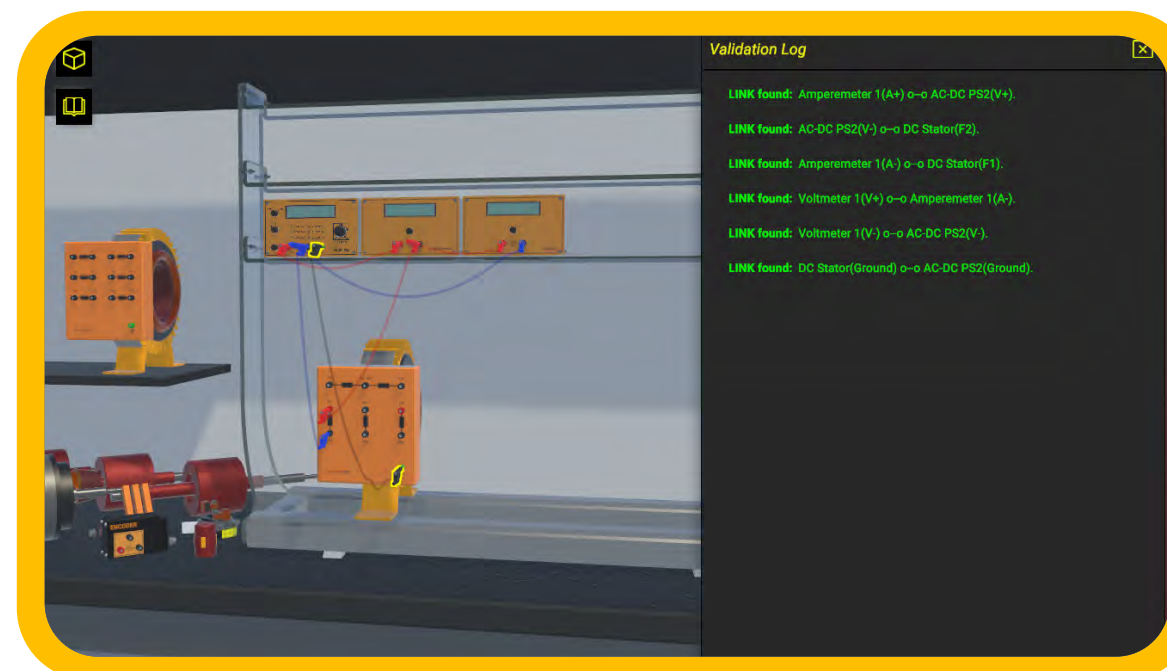 Validation Log
LINK found: Amperemeter 1(A+) o–o AC-DC PS2(V+).
LINK found: AC-DC PS2(V-) o–o DC Stator(F2).
LINK found: Amperemeter 1(A-) o–o DC Stator(F1).
LINK found: Voltmeter 1(V+) o–o Amperemeter 1(A-).
LINK found: Voltmeter 1(V-) o–o AC-DC PS2(V-).
LINK found: DC Stator(Ground) o–o AC-DC PS2(Ground).
ENCODER